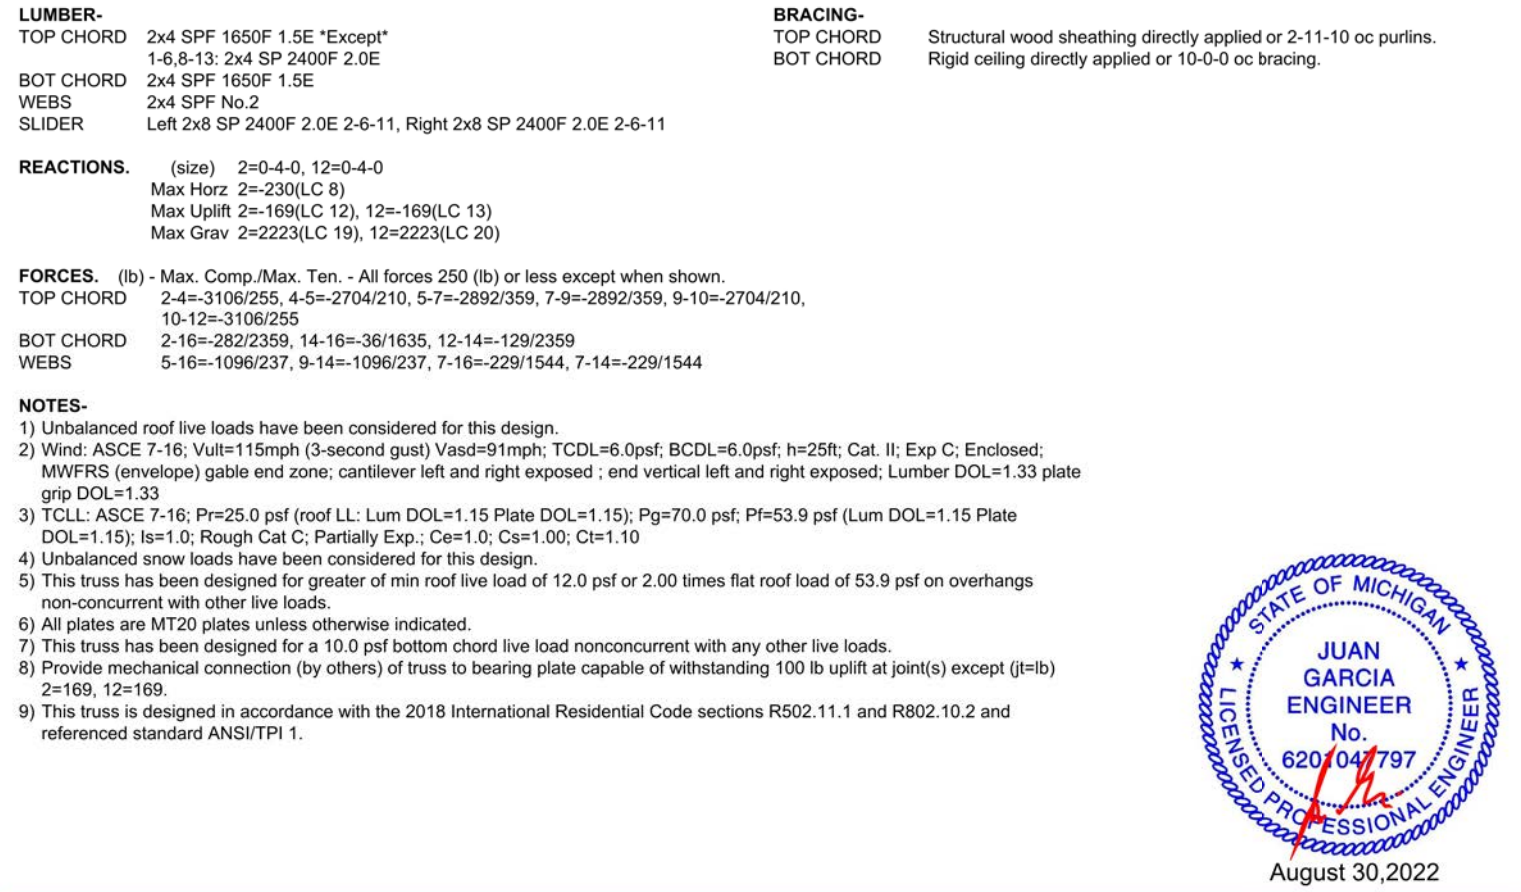 LUMBER-
TOP CHORD 2x4 SPF 1650F 1.5E *Except*
1-6,8-13: 2x4 SP 2400F 2.0E
BOT CHORD 2x4 SPF 1650F 1.5E
WEBS 2x4 SPF No.2
SLIDER Left 2x8 SP 2400F 2.0E 2-6-11, Right 2x8 SP 2400F 2.0E 2-6-11
BRACING-
TOP CHORD Structural wood sheathing directly applied or 2-11-10 oc purlins.
BOT CHORD Rigid ceiling directly applied or 10-0-0 oc bracing.
REACTIONS. (size) 2=0-4-0, 12=0-4-0
Max Horz 2=-230(LC 8)
Max Uplift 2=-169(LC 12), 12=-169(LC 13)
Max Grav 2=2223(LC 19), 12=2223(LC 20)
FORCES. (lb) - Max. Comp./Max. Ten. - All forces 250 (lb) or less except when shown.
TOP CHORD 2-4=-3106/255, 4-5=-2704/210, 5-7=-2892/359, 7-9=-2892/359, 9-10=-2704/210,
10-12=-3106/255
BOT CHORD 2-16=-282/2359, 14-16=-36/1635, 12-14=-129/2359
WEBS 5-16=-1096/237, 9-14=-1096/237, 7-16=-229/1544, 7-14=-229/1544
NOTES-
1) Unbalanced roof live loads have been considered for this design.
2) Wind: ASCE 7-16; Vult=115mph (3-second gust) Vasd=91mph; TCDL=6.0psf; BCDL=6.0psf; h=25ft; Cat. II; Exp C; Enclosed;
MWFRS (envelope) gable end zone; cantilever left and right exposed ; end vertical left and right exposed; Lumber DOL=1.33 plate
grip DOL=1.33
3) TCLL: ASCE 7-16; Pr=25.0 psf (roof LL: Lum DOL=1.15 Plate DOL=1.15); Pg=70.0 psf; Pf=53.9 psf (Lum DOL=1.15 Plate
DOL=1.15); Is=1.0; Rough Cat C; Partially Exp.; Ce=1.0; Cs=1.00; Ct=1.10
4) Unbalanced snow loads have been considered for this design.
5) This truss has been designed for greater of min roof live load of 12.0 psf or 2.00 times flat roof load of 53.9 psf on overhangs
non-concurrent with other live loads.
6) All plates are MT20 plates unless otherwise indicated.
7) This truss has been designed for a 10.0 psf bottom chord live load nonconcurrent with any other live loads.
8) Provide mechanical connection (by others) of truss to bearing plate capable of withstanding 100 lb uplift at joint(s) except (jt=lb)
2=169, 12=169.
9) This truss is designed in accordance with the 2018 International Residential Code sections R502.11.1 and R802.10.2 and
referenced standard ANSI/TPI 1.
STATE OF MICHIGAN
JUAN
GARCIA
ENGINEER
No.
6201047797
LICENSED PROFESSIONAL ENGINEER
August 30,2022